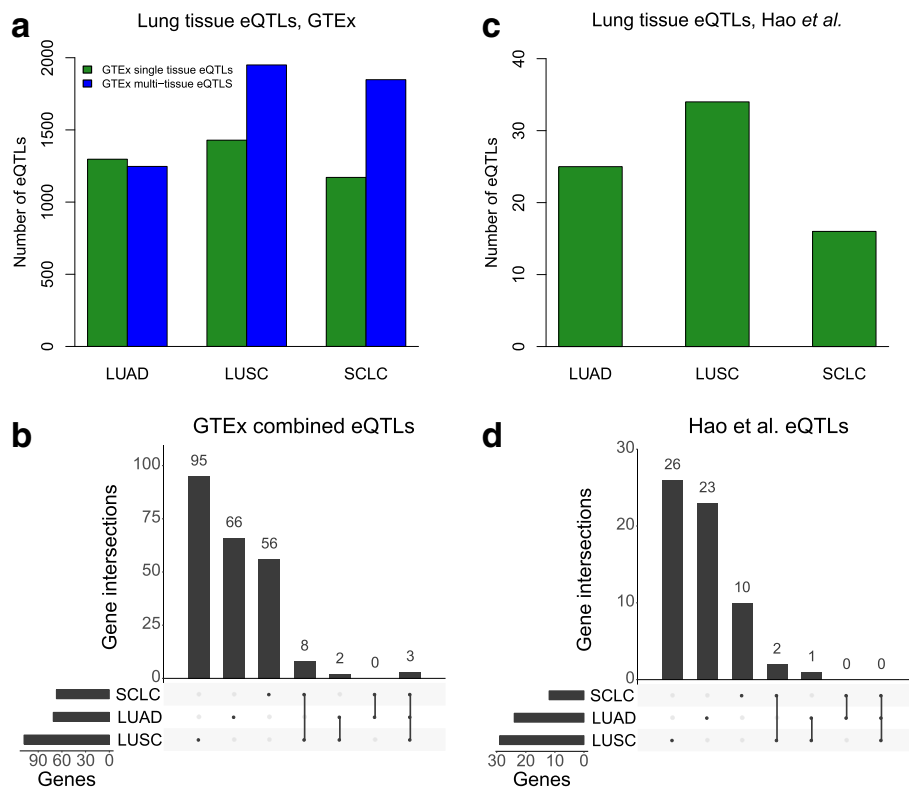 a
Lung tissue eQTLs, GTEx
Number of eQTLs
2000
1500
1000
500
0
GTEx single tissue eQTLs
GTEx multi−tissue eQTLS
LUAD LUSC SCLC
c
Lung tissue eQTLs, Hao et al.
Number of eQTLs
40
30
20
10
0
LUAD LUSC SCLC
b
GTEx combined eQTLs
Gene intersections
100
75
50
25
0
95 66 56 8 2 0 3
SCLC
LUAD
LUSC
90 60 30 0
Genes
d
Hao et al. eQTLs
Gene intersections
30
20
10
0
26 23 10 2 1 0 0
SCLC
LUAD
LUSC
30 20 10 0
Genes